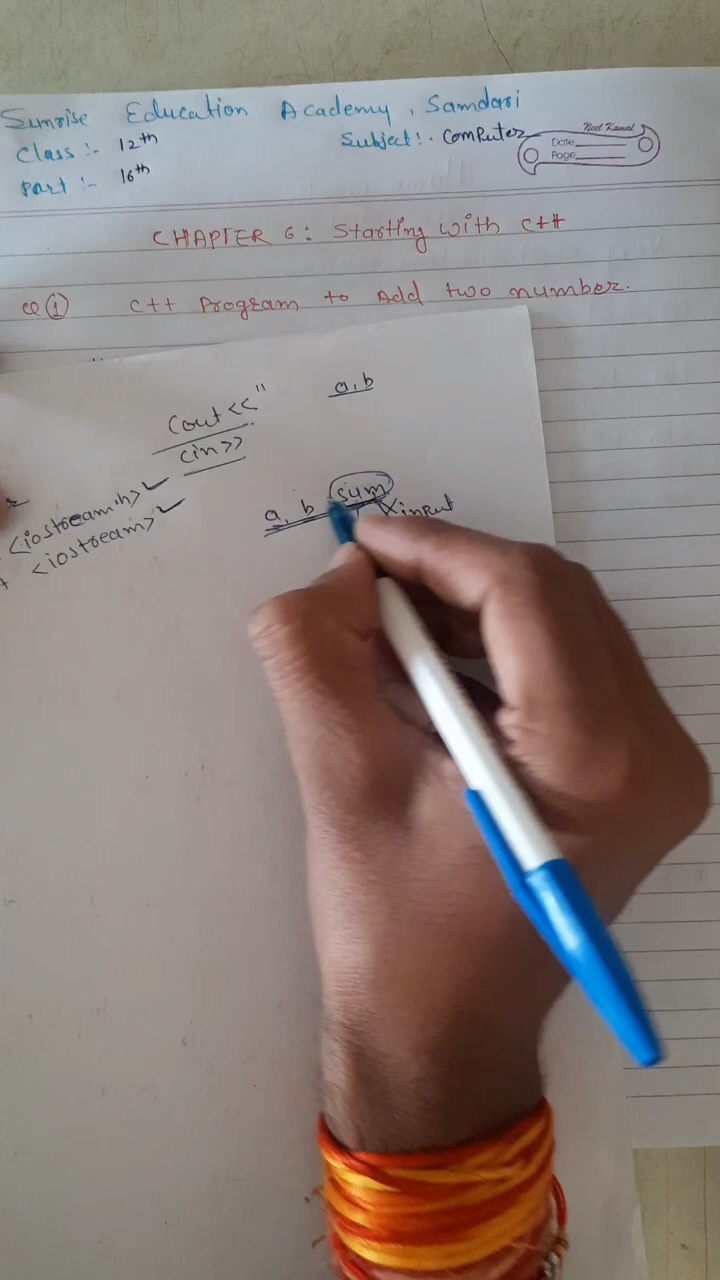 Sunrise Education Academy, Samdari
Class :- 12th
Subject :- Computer
Part :- 16th
Neel Kamal
Date
Page
CHAPTER 6: Starting with C++
Q(1) C++ Program to Add two number.
a,b
Cout<<"
Cin>>
<iostream.h> ✓
<iostream> ✓
a, b sum
X input